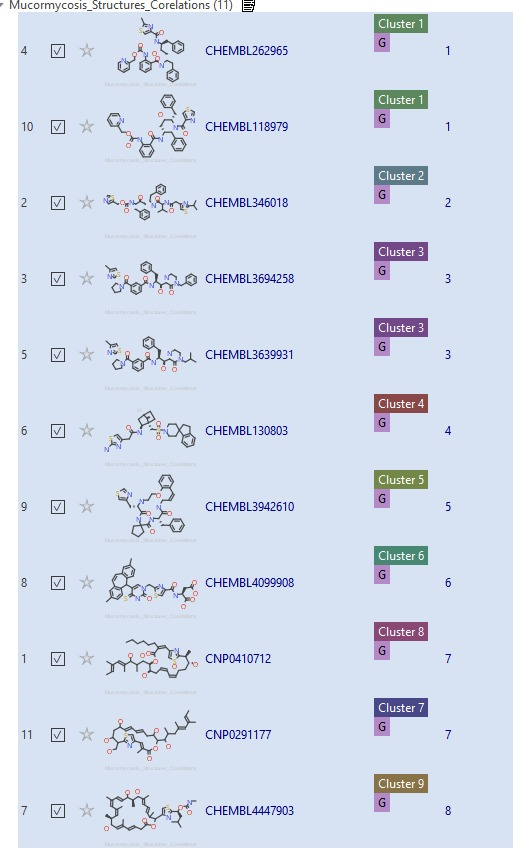 Mucormycosis_Structures_Corelations (11)
Cluster 1
4 CHEMBL262965 G 1
Cluster 1
10 CHEMBL118979 G 1
Cluster 2
2 CHEMBL346018 G 2
Cluster 3
3 CHEMBL3694258 G 3
Cluster 3
5 CHEMBL3639931 G 3
Cluster 4
6 CHEMBL130803 G 4
Cluster 5
9 CHEMBL3942610 G 5
Cluster 6
8 CHEMBL4099908 G 6
Cluster 8
1 CNP0410712 G 7
Cluster 7
11 CNP0291177 G 7
Cluster 9
7 CHEMBL4447903 G 8